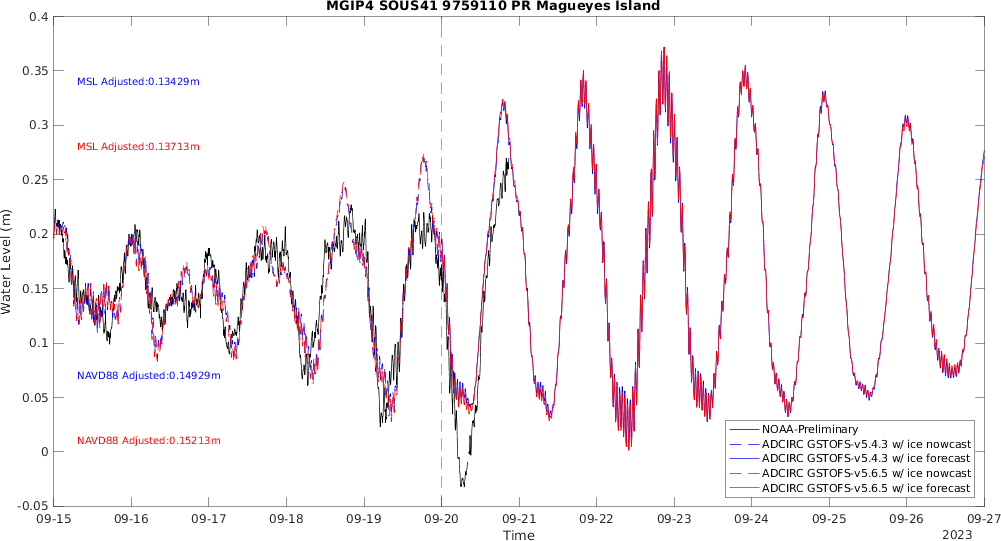 MGIP4 SOUS41 9759110 PR Magueyes Island
Water Level (m)
0.4
0.35
0.3
0.25
0.2
0.15
0.1
0.05
0
-0.05
MSL Adjusted:0.13429m
MSL Adjusted:0.13713m
NAVD88 Adjusted:0.14929m
NAVD88 Adjusted:0.15213m
NOAA-Preliminary
ADCIRC GSTOFS-v5.4.3 w/ ice nowcast
ADCIRC GSTOFS-v5.4.3 w/ ice forecast
ADCIRC GSTOFS-v5.6.5 w/ ice nowcast
ADCIRC GSTOFS-v5.6.5 w/ ice forecast
09-15 09-16 09-17 09-18 09-19 09-20 09-21 09-22 09-23 09-24 09-25 09-26 09-27
Time
2023